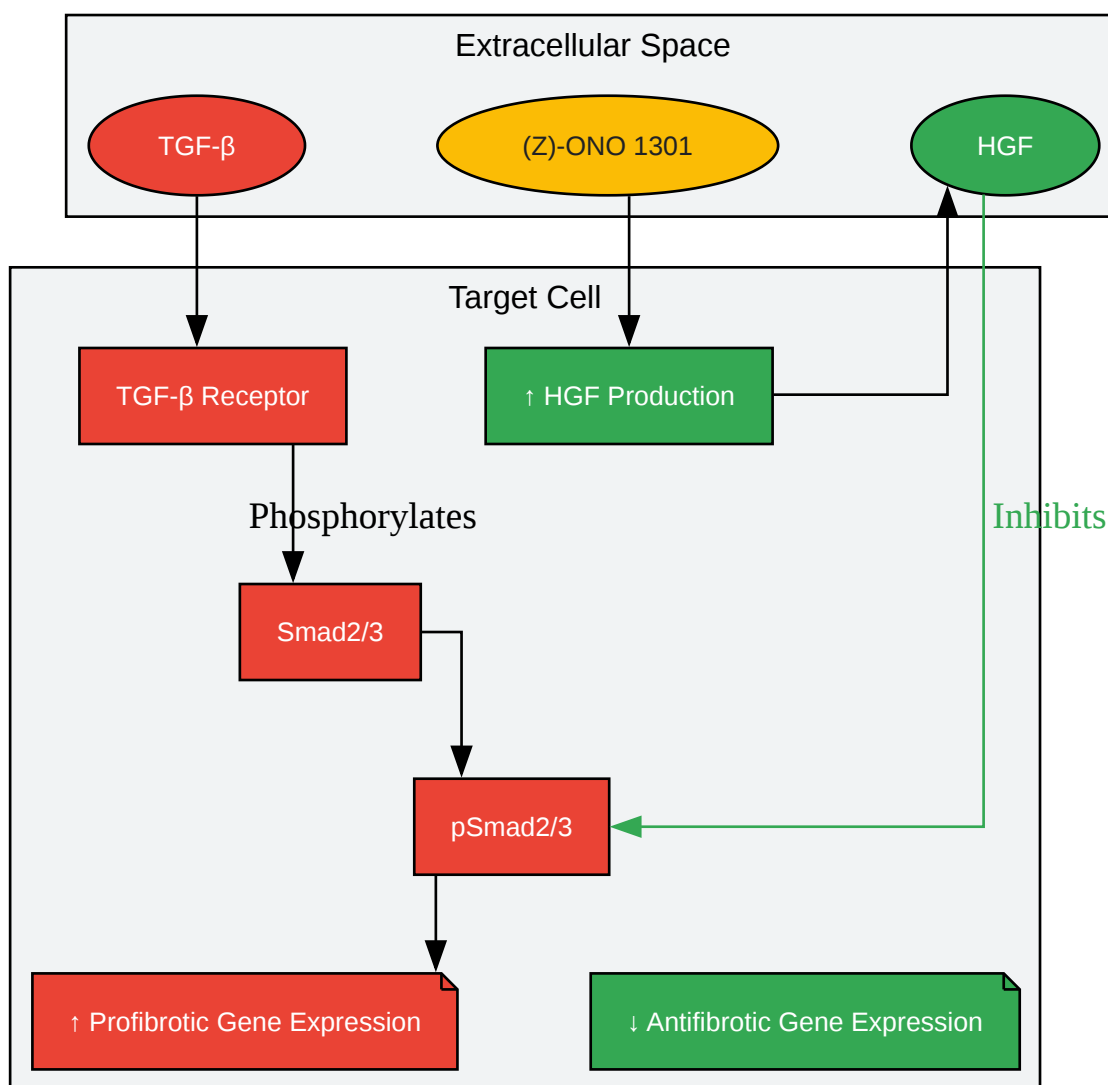 Extracellular Space
TGF-β
(Z)-ONO 1301
HGF
Target Cell
TGF-β Receptor
↑ HGF Production
Phosphorylates
Inhibits
Smad2/3
pSmad2/3
↑ Profibrotic Gene Expression
↓ Antifibrotic Gene Expression